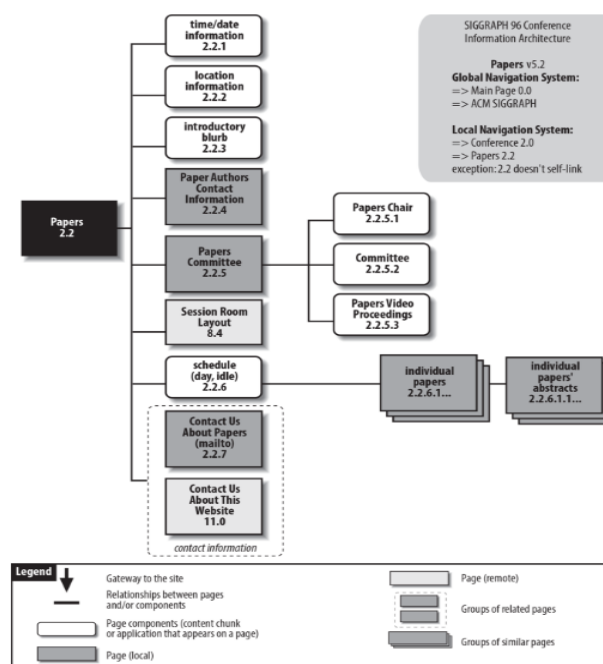 time/date
information
2.2.1
location
information
2.2.2
introductory
blurb
2.2.3
Paper Authors
Contact
Information
2.2.4
Papers
2.2
Papers
Committee
2.2.5
Session Room
Layout
8.4
schedule
(day, idle)
2.2.6
Contact Us
About Papers
(mailto)
2.2.7
Contact Us
About This
Website
11.0
contact information
Papers Chair
2.2.5.1
Committee
2.2.5.2
Papers Video
Proceedings
2.2.5.3
individual
papers
2.2.6.1...
individual
papers'
abstracts
2.2.6.1.1...
SIGGRAPH 96 Conference
Information Architecture
Papers v5.2
Global Navigation System:
=> Main Page 0.0
=> ACM SIGGRAPH
Local Navigation System:
=> Conference 2.0
=> Papers 2.2
exception: 2.2 doesn't self-link
Legend
Gateway to the site
Relationships between pages
and/or components
Page components (content chunk
or application that appears on a page)
Page (local)
Page (remote)
Groups of related pages
Groups of similar pages